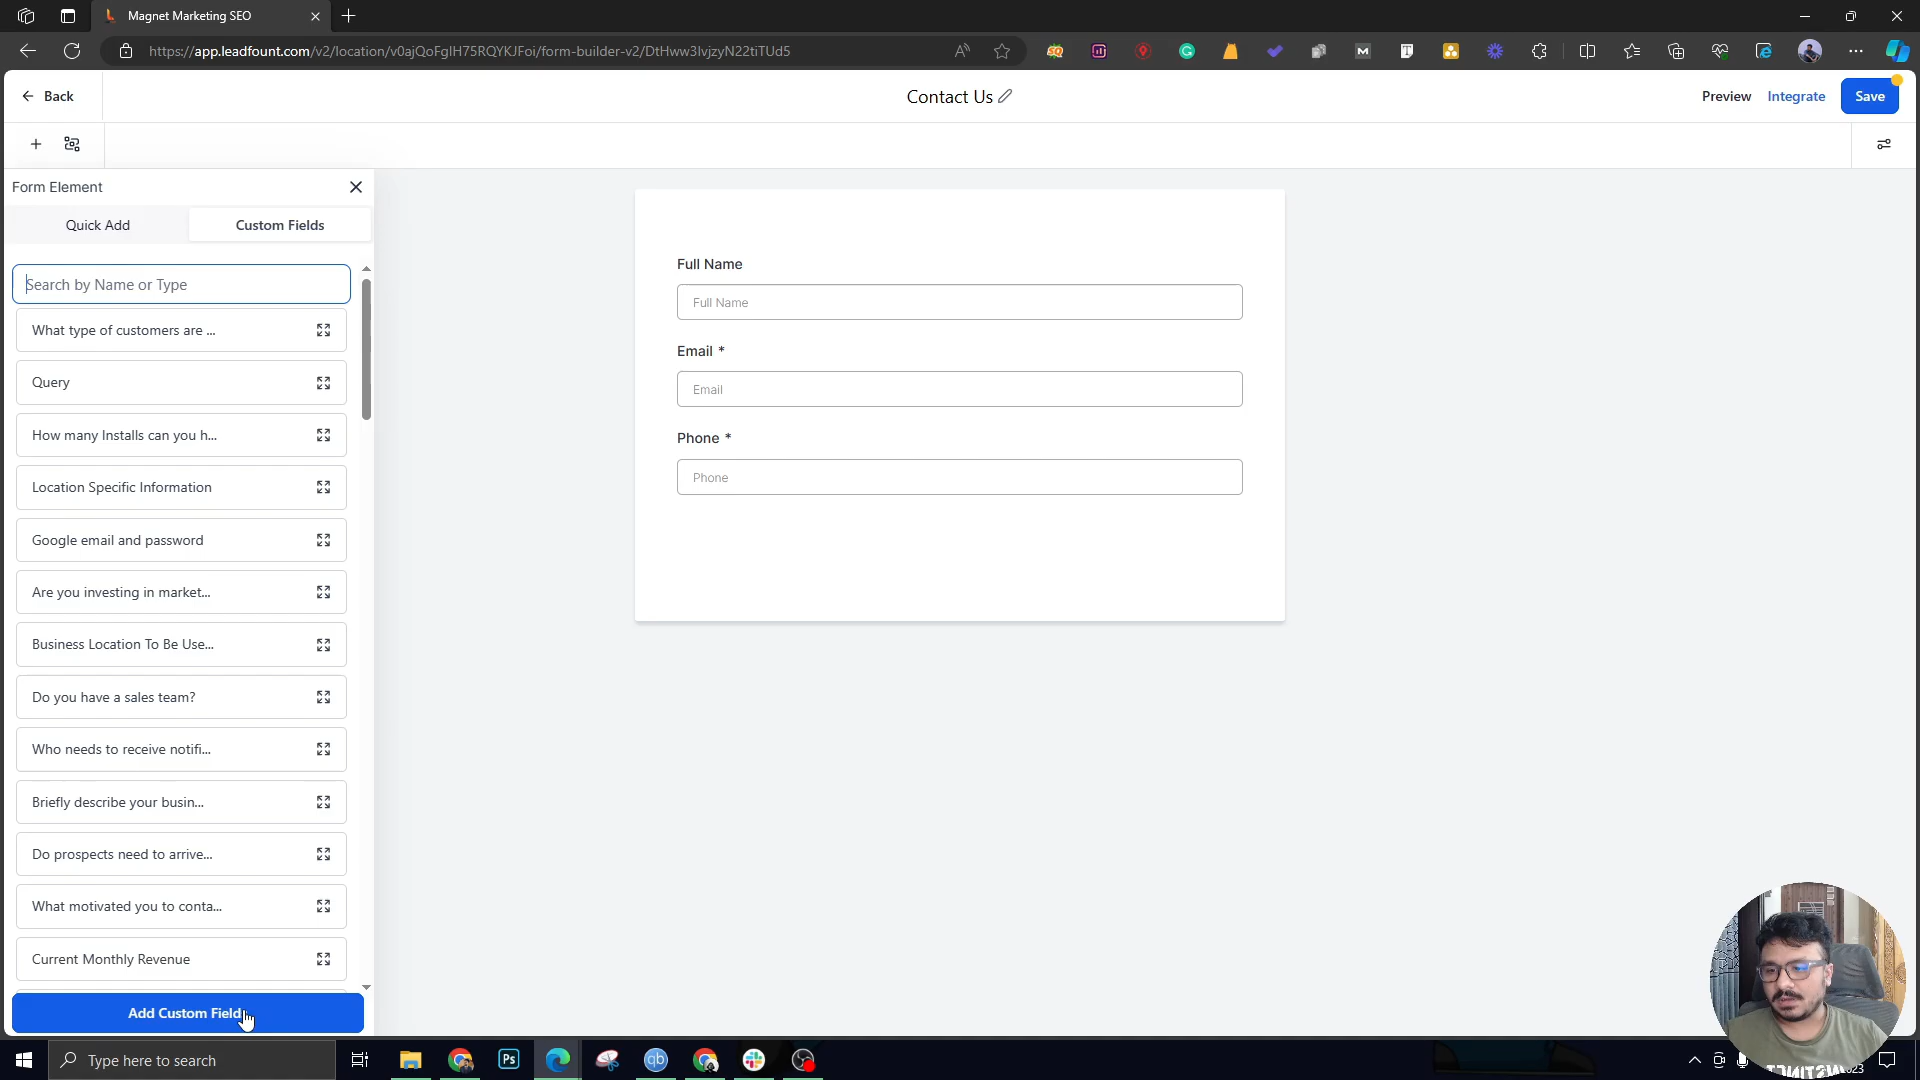 Magnet Marketing SEO
https://app.leadfount.com/v2/location/v0ajQoFgIH75RQYKJFoi/form-builder-v2/DtHww3lvjzyN22tiTUd5
Back
Contact Us
Preview
Integrate
Save
Form Element
Quick Add
Custom Fields
Search by Name or Type
What type of customers are ...
Query
How many Installs can you h...
Location Specific Information
Google email and password
Are you investing in market...
Business Location To Be Use...
Do you have a sales team?
Who needs to receive notifi...
Briefly describe your busin...
Do prospects need to arrive...
What motivated you to conta...
Current Monthly Revenue
Add Custom Field
Full Name
Full Name
Email *
Email
Phone *
Phone
Type here to search